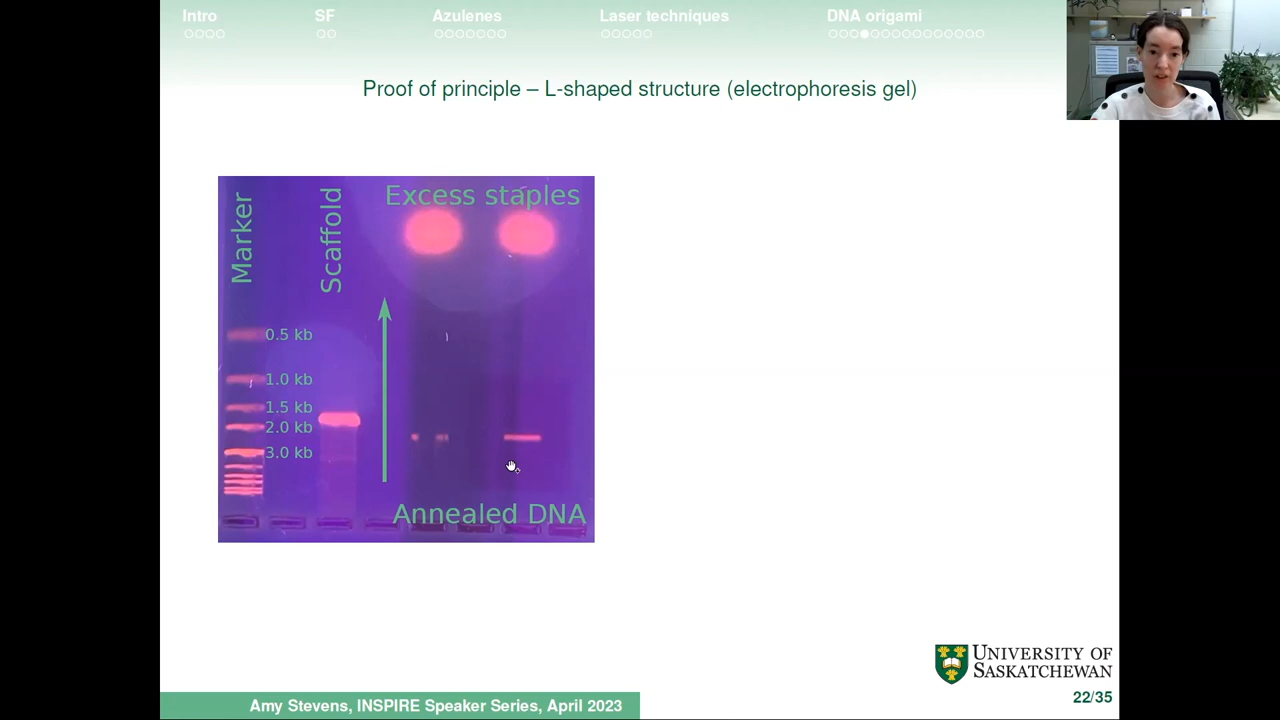 Intro
SF
Azulenes
Laser techniques
DNA origami
Proof of principle – L-shaped structure (electrophoresis gel)
Marker
Scaffold
Excess staples
0.5 kb
1.0 kb
1.5 kb
2.0 kb
3.0 kb
Annealed DNA
UNIVERSITY OF
SASKATCHEWAN
22/35
Amy Stevens, INSPIRE Speaker Series, April 2023